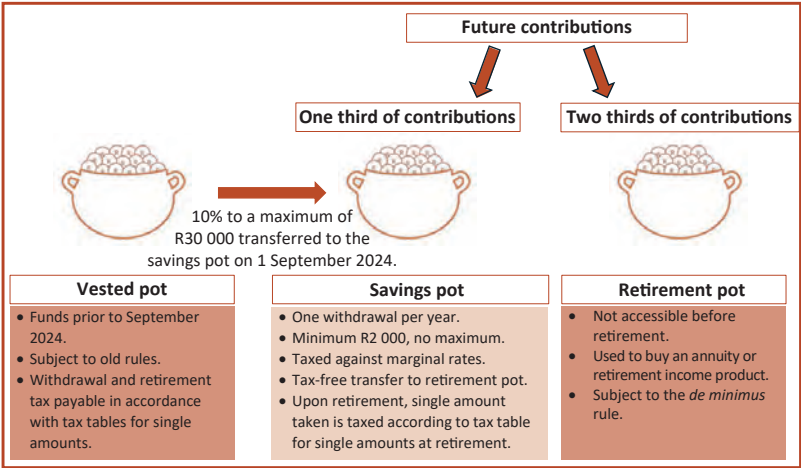 Future contributions
One third of contributions
Two thirds of contributions
10% to a maximum of
R30 000 transferred to the
savings pot on 1 September 2024.
Vested pot
• Funds prior to September
2024.
• Subject to old rules.
• Withdrawal and retirement
tax payable in accordance
with tax tables for single
amounts.
Savings pot
• One withdrawal per year.
• Minimum R2 000, no maximum.
• Taxed against marginal rates.
• Tax-free transfer to retirement pot.
• Upon retirement, single amount
taken is taxed according to tax table
for single amounts at retirement.
Retirement pot
• Not accessible before
retirement.
• Used to buy an annuity or
retirement income product.
• Subject to the de minimus
rule.